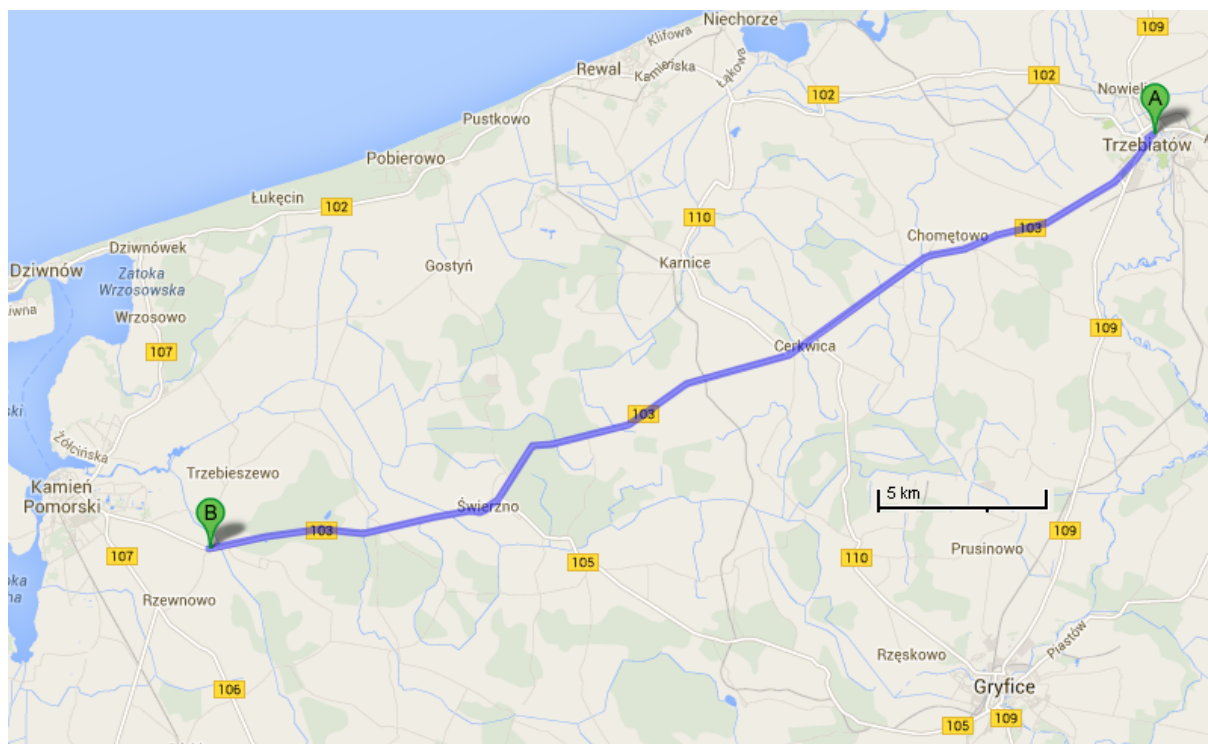 Niechorze
109
Klifowa
Rewal
Kamieńska
Łąkowa
102
102
Nowieli
A
Pustkowo
Trzebiatów
Pobierowo
Łukęcin
102
110
Chomętowo
103
Dziwnówek
Gostyń
Karnice
Dziwnów
Zatoka
Wrzosowska
Wrzosowo
109
107
Cerkwica
103
Żółcińska
Trzebieszewo
Kamień
Pomorski
5 km
B
Świerzno
103
109
107
105
110
Prusinowo
Rzewnowo
Piastów
Rzęskowo
106
Gryfice
105
109